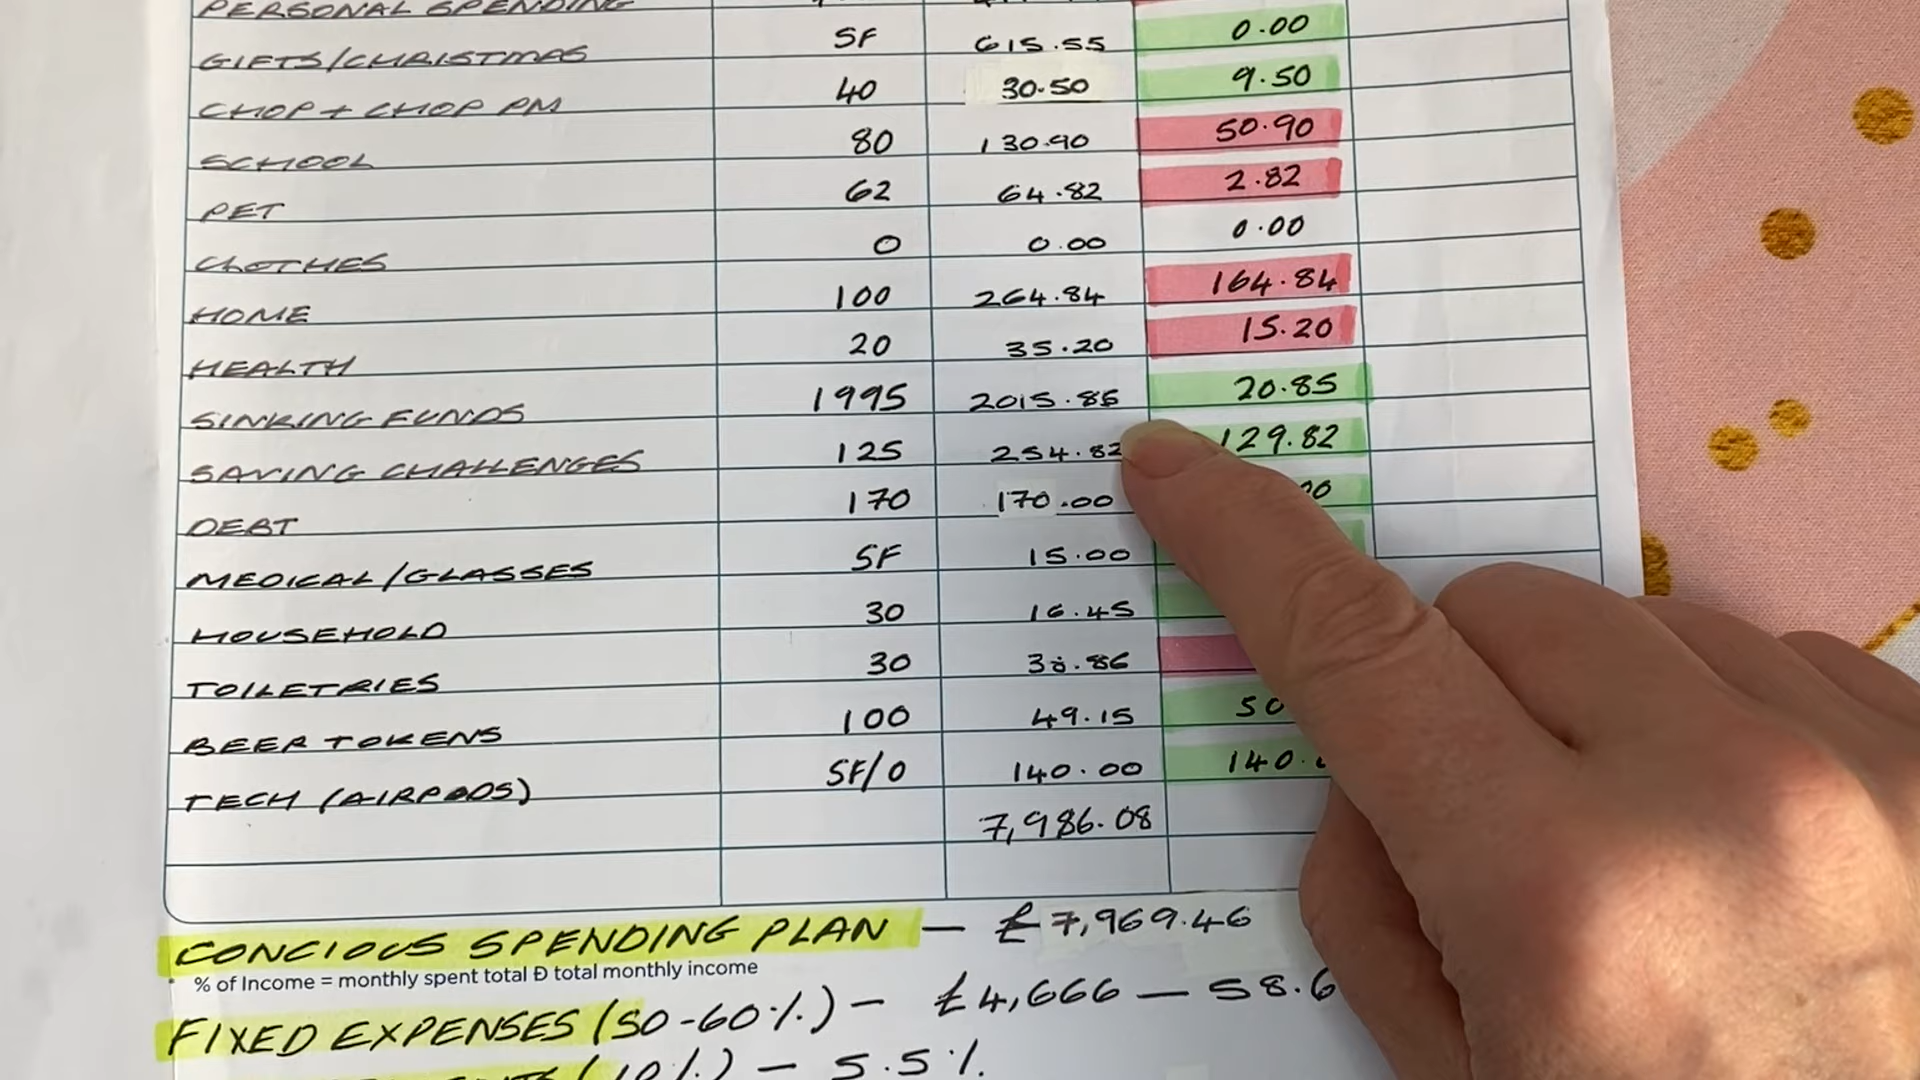 PERSONAL SPENDING
GIFTS/CHRISTMAS SF 615.55 0.00
CHOP + CHOP PM 40 30.50 9.50
SCHOOL 80 130.90 50.90
PET 62 64.82 2.82
CLOTHES 0 0.00 0.00
HOME 100 264.84 164.84
HEALTH 20 35.20 15.20
SINKING FUNDS 1995 2015.85 20.85
SAVING CHALLENGES 125 254.82 129.82
DEBT 170 170.00
MEDICAL/GLASSES SF 15.00
HOUSEHOLD 30 16.45
TOILETRIES 30 38.86
BEER TOKENS 100 49.15 50
TECH (AIRPODS) SF/0 140.00 140.
7,986.08
CONCIOUS SPENDING PLAN — £7,969.46
% of Income = monthly spent total Ð total monthly income
FIXED EXPENSES (50-60%) — £4,666 — 58.6
(10%) — 5.5%.